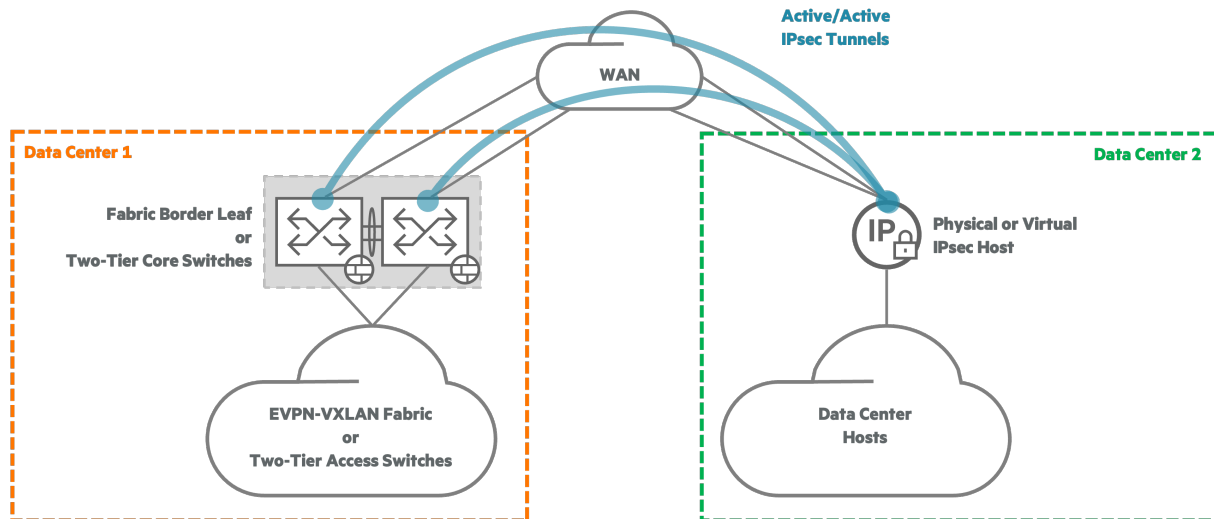 Active/Active
IPsec Tunnels
WAN
Data Center 1
Data Center 2
Fabric Border Leaf
or
Two-Tier Core Switches
IP
Physical or Virtual
IPsec Host
EVPN-VXLAN Fabric
or
Two-Tier Access Switches
Data Center
Hosts